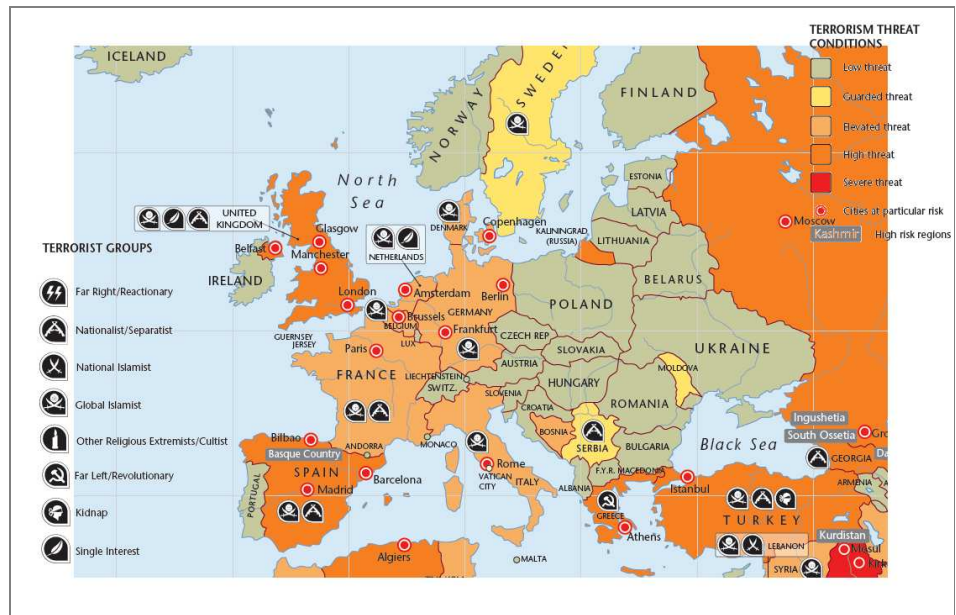 ICELAND
NORWAY
SWEDEN
FINLAND
TERRORISM THREAT
CONDITIONS
Low threat
Guarded threat
Elevated threat
High threat
Severe threat
Cities at particular risk
Kashmir
High risk regions
North
Sea
ESTONIA
LATVIA
LITHUANIA
KALININGRAD
(RUSSIA)
BELARUS
Moscow
UNITED
KINGDOM
Glasgow
Belfast
Manchester
IRELAND
London
GUERNSEY
JERSEY
NETHERLANDS
DENMARK
Copenhagen
Amsterdam
Berlin
Brussels
GERMANY
BELGIUM
Frankfurt
LUX
Paris
FRANCE
POLAND
CZECH REP
SLOVAKIA
UKRAINE
LIECHTENSTEIN
AUSTRIA
SWITZ.
HUNGARY
MOLDOVA
SLOVENIA
CROATIA
ROMANIA
BOSNIA
SERBIA
BULGARIA
Black Sea
Ingushetia
South Ossetia
Gro
Da
GEORGIA
ARMENIA
A
TERRORIST GROUPS
Far Right/Reactionary
Nationalist/Separatist
National Islamist
Global Islamist
Other Religious Extremists/Cultist
Far Left/Revolutionary
Kidnap
Single Interest
Bilbao
Basque Country
ANDORRA
MONACO
SPAIN
Barcelona
Madrid
PORTUGAL
Rome
VATICAN
CITY
ITALY
F.Y.R. MACEDONIA
ALBANIA
GREECE
Athens
Istanbul
TURKEY
Kurdistan
LEBANON
Mosul
Kirk
SYRIA
Algiers
MALTA